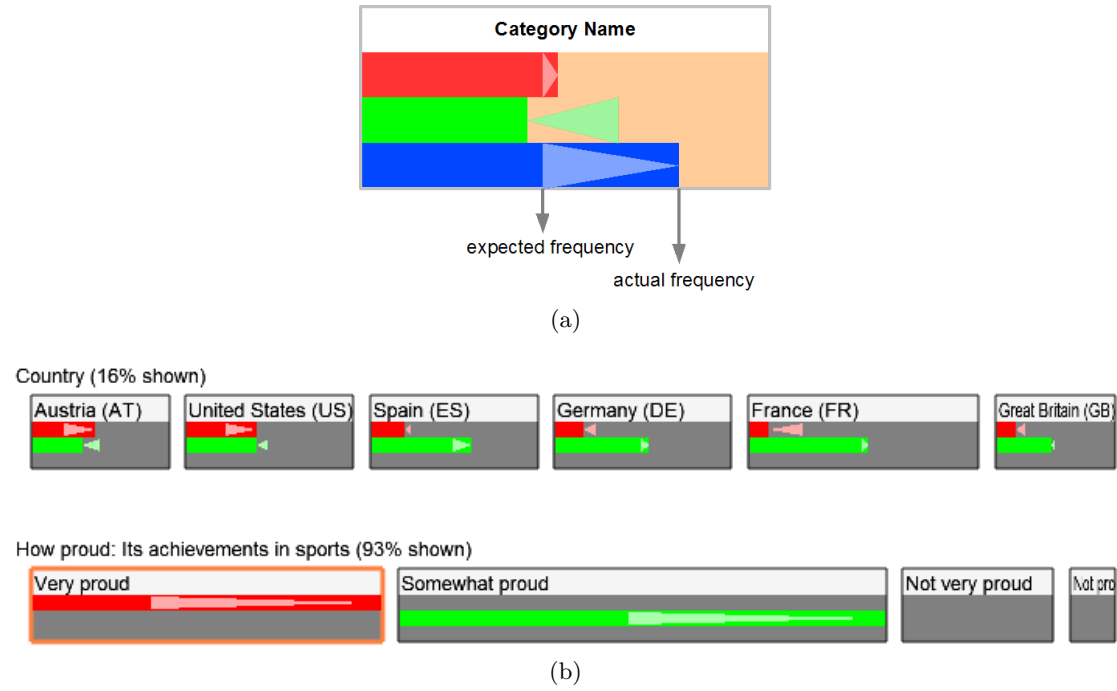 Category Name
expected frequency
actual frequency
(a)
Country (16% shown)
Austria (AT) United States (US) Spain (ES) Germany (DE) France (FR) Great Britain (GB)
How proud: Its achievements in sports (93% shown)
Very proud Somewhat proud Not very proud Not pro
(b)